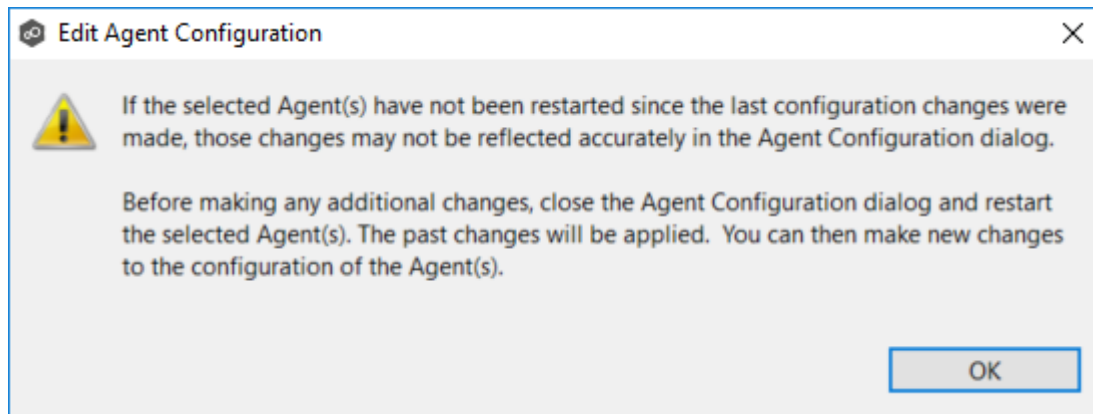 Edit Agent Configuration
If the selected Agent(s) have not been restarted since the last configuration changes were
made, those changes may not be reflected accurately in the Agent Configuration dialog.
Before making any additional changes, close the Agent Configuration dialog and restart
the selected Agent(s). The past changes will be applied.  You can then make new changes
to the configuration of the Agent(s).
OK